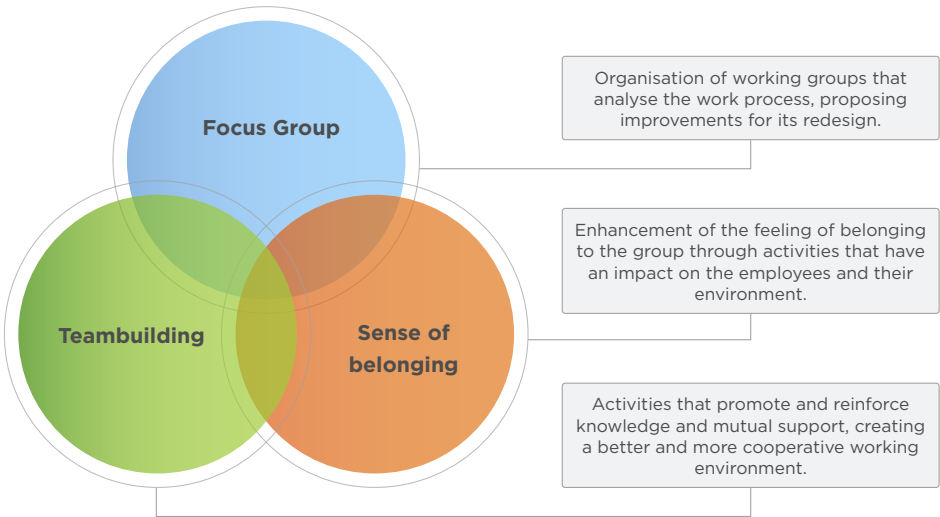 Focus Group
Teambuilding
Sense of
belonging
Organisation of working groups that
analyse the work process, proposing
improvements for its redesign.
Enhancement of the feeling of belonging
to the group through activities that have
an impact on the employees and their
environment.
Activities that promote and reinforce
knowledge and mutual support, creating
a better and more cooperative working
environment.